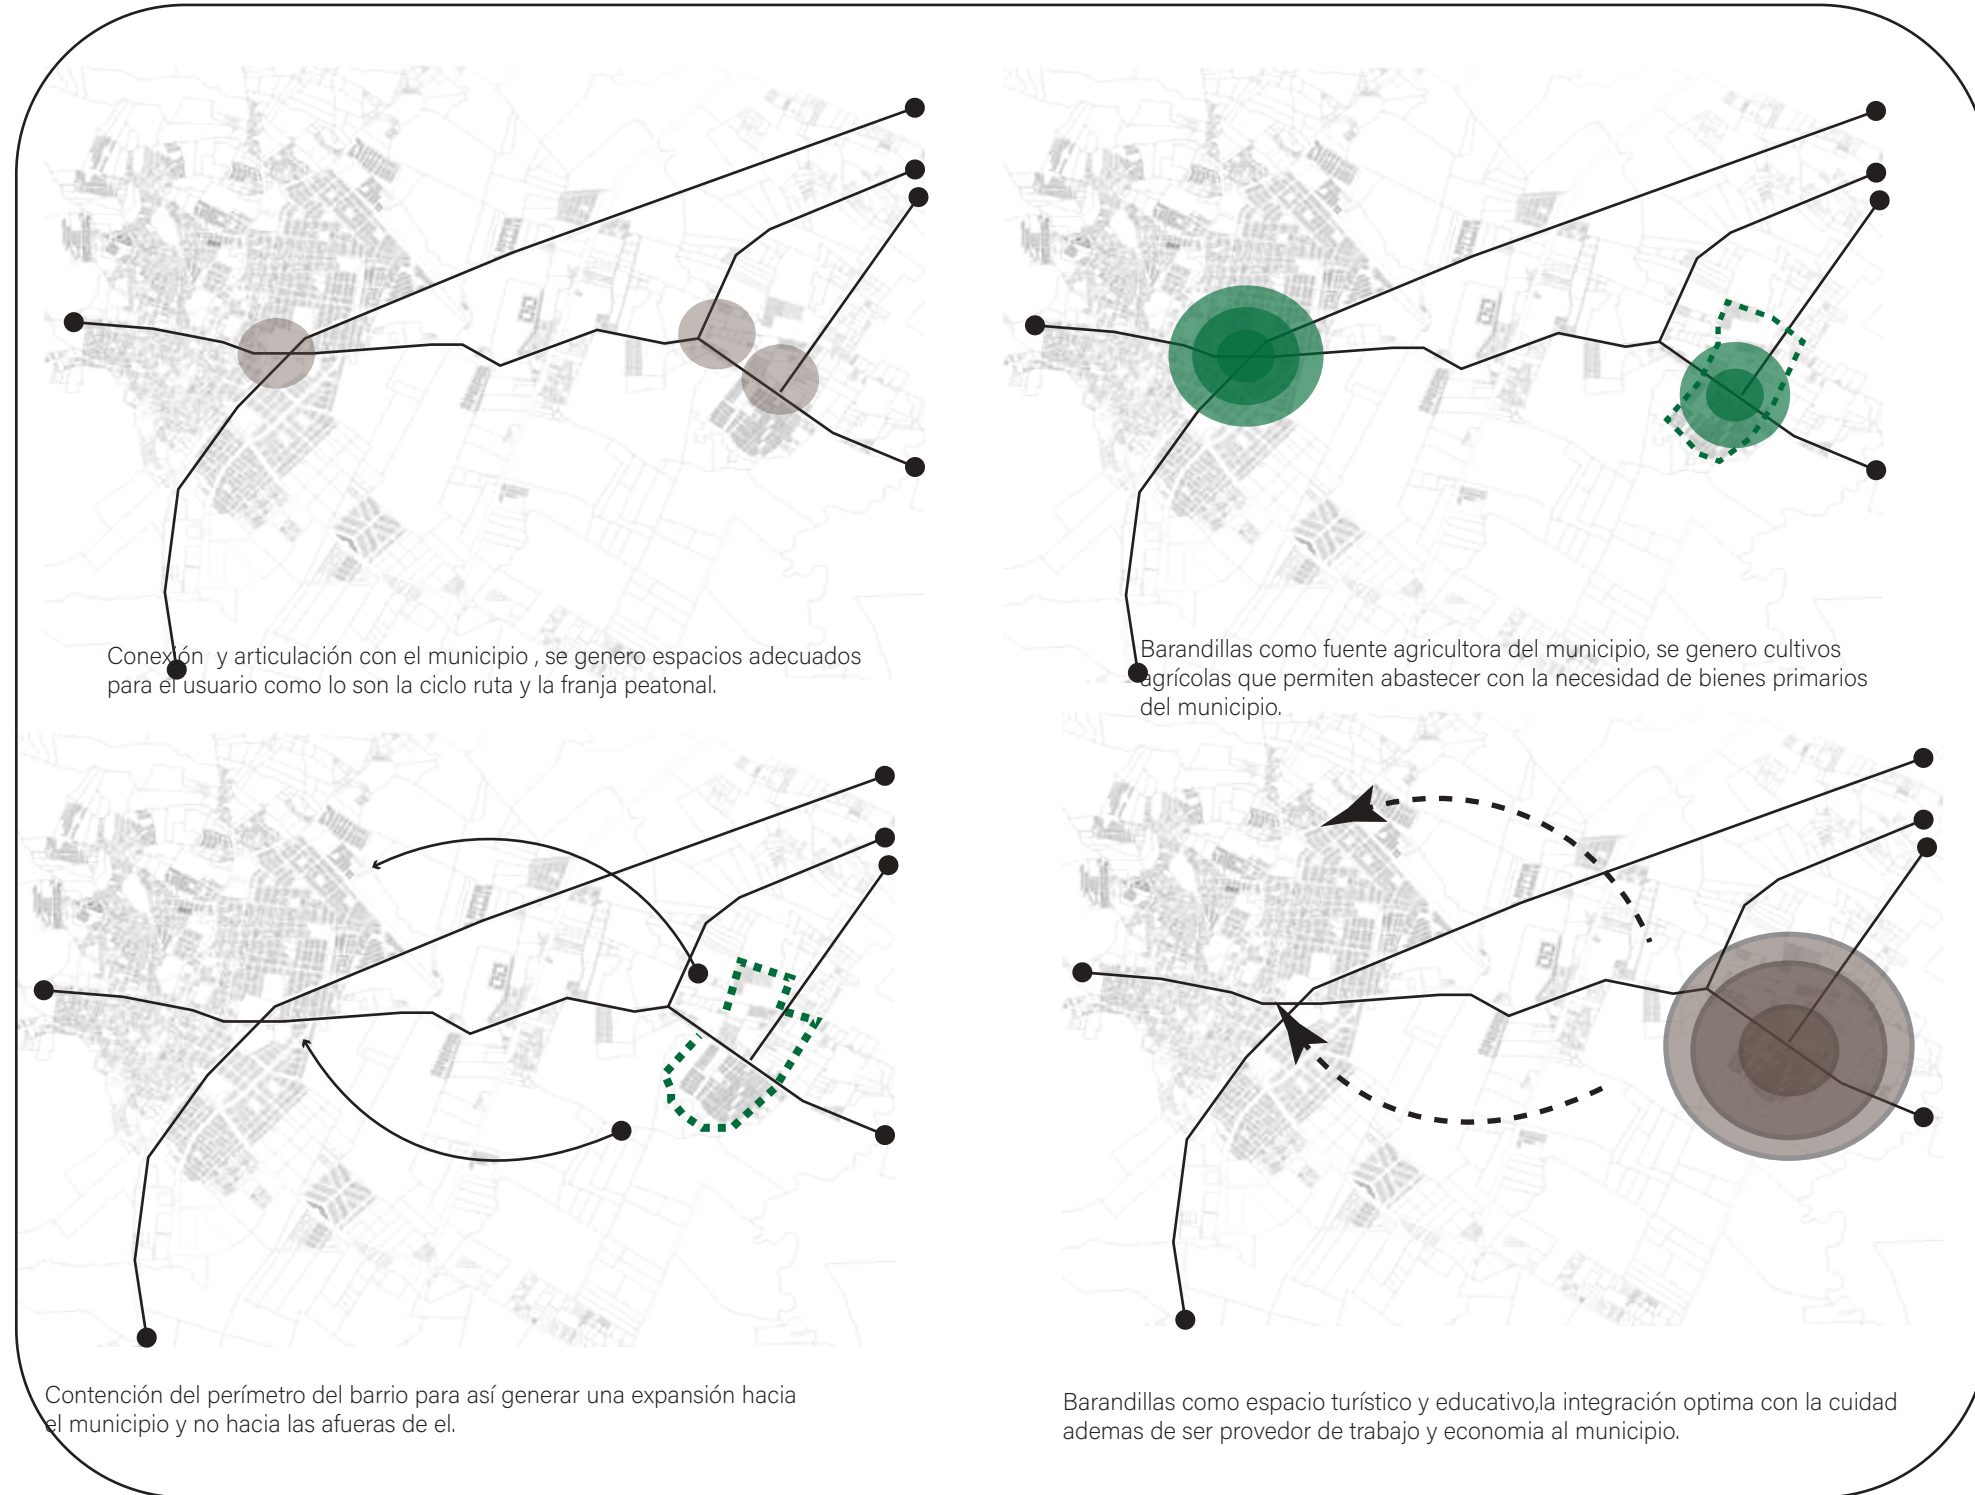 Conexión  y articulación con el municipio , se genero espacios adecuados
para el usuario como lo son la ciclo ruta y la franja peatonal.
Barandillas como fuente agricultora del municipio, se genero cultivos
agrícolas que permiten abastecer con la necesidad de bienes primarios
del municipio.
Contención del perímetro del barrio para así generar una expansión hacia
el municipio y no hacia las afueras de el.
Barandillas como espacio turístico y educativo,la integración optima con la cuidad
ademas de ser provedor de trabajo y economia al municipio.